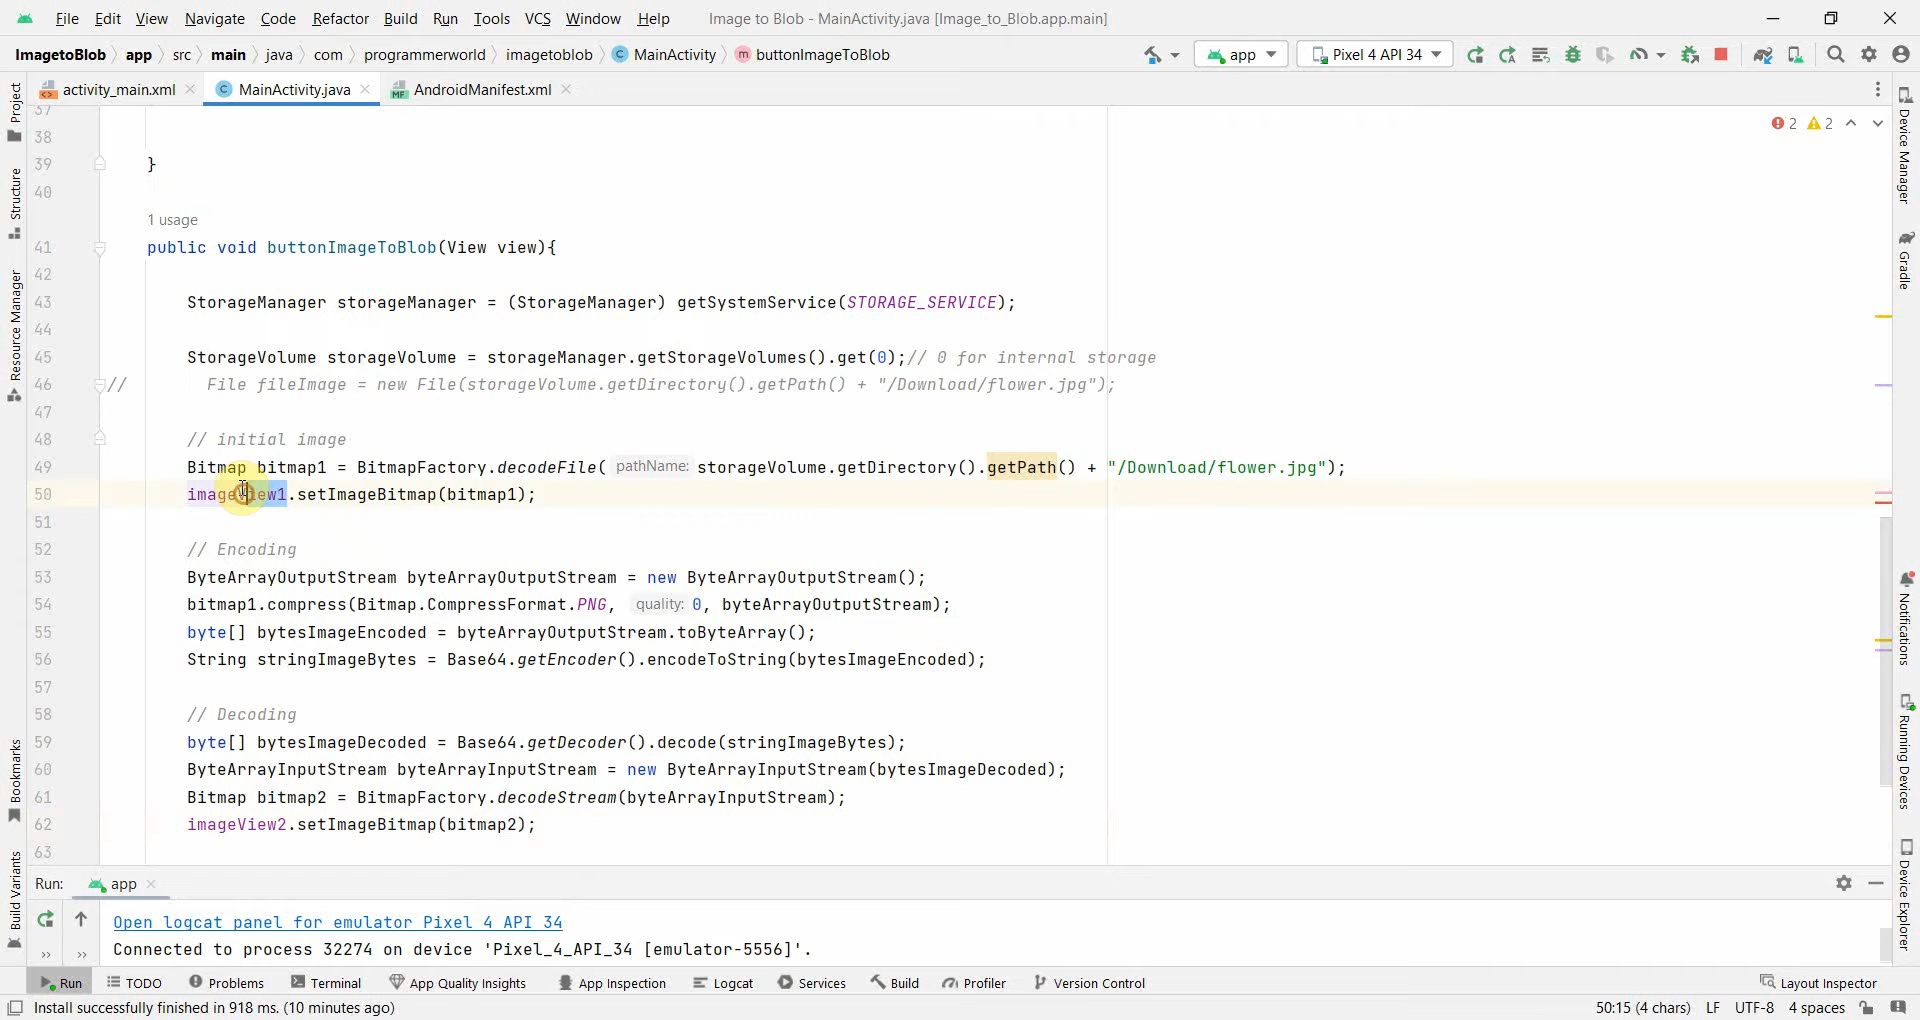 File Edit View Navigate Code Refactor Build Run Tools VCS Window Help Image to Blob - MainActivity.java [Image_to_Blob.app.main]
ImagetoBlob app src main java com programmerworld imagetoblob C MainActivity m buttonImageToBlob app Pixel 4 API 34
activity_main.xml C MainActivity.java MF AndroidManifest.xml
2 2
37
38
39 }
40
1 usage
41 public void buttonImageToBlob(View view){
42
43 StorageManager storageManager = (StorageManager) getSystemService(STORAGE_SERVICE);
44
45 StorageVolume storageVolume = storageManager.getStorageVolumes().get(0);// 0 for internal storage
46 // File fileImage = new File(storageVolume.getDirectory().getPath() + "/Download/flower.jpg");
47
48 // initial image
49 Bitmap bitmap1 = BitmapFactory.decodeFile( pathName: storageVolume.getDirectory().getPath() + "/Download/flower.jpg");
50 imageView1.setImageBitmap(bitmap1);
51
52 // Encoding
53 ByteArrayOutputStream byteArrayOutputStream = new ByteArrayOutputStream();
54 bitmap1.compress(Bitmap.CompressFormat.PNG, quality: 0, byteArrayOutputStream);
55 byte[] bytesImageEncoded = byteArrayOutputStream.toByteArray();
56 String stringImageBytes = Base64.getEncoder().encodeToString(bytesImageEncoded);
57
58 // Decoding
59 byte[] bytesImageDecoded = Base64.getDecoder().decode(stringImageBytes);
60 ByteArrayInputStream byteArrayInputStream = new ByteArrayInputStream(bytesImageDecoded);
61 Bitmap bitmap2 = BitmapFactory.decodeStream(byteArrayInputStream);
62 imageView2.setImageBitmap(bitmap2);
63
Project
Structure
Resource Manager
Bookmarks
Build Variants
Device Manager
Gradle
Notifications
Running Devices
Device Explorer
Run: app
Open logcat panel for emulator Pixel 4 API 34
Connected to process 32274 on device 'Pixel_4_API_34 [emulator-5556]'.
Run TODO Problems Terminal App Quality Insights App Inspection Logcat Services Build Profiler Version Control Layout Inspector
Install successfully finished in 918 ms. (10 minutes ago) 50:15 (4 chars) LF UTF-8 4 spaces